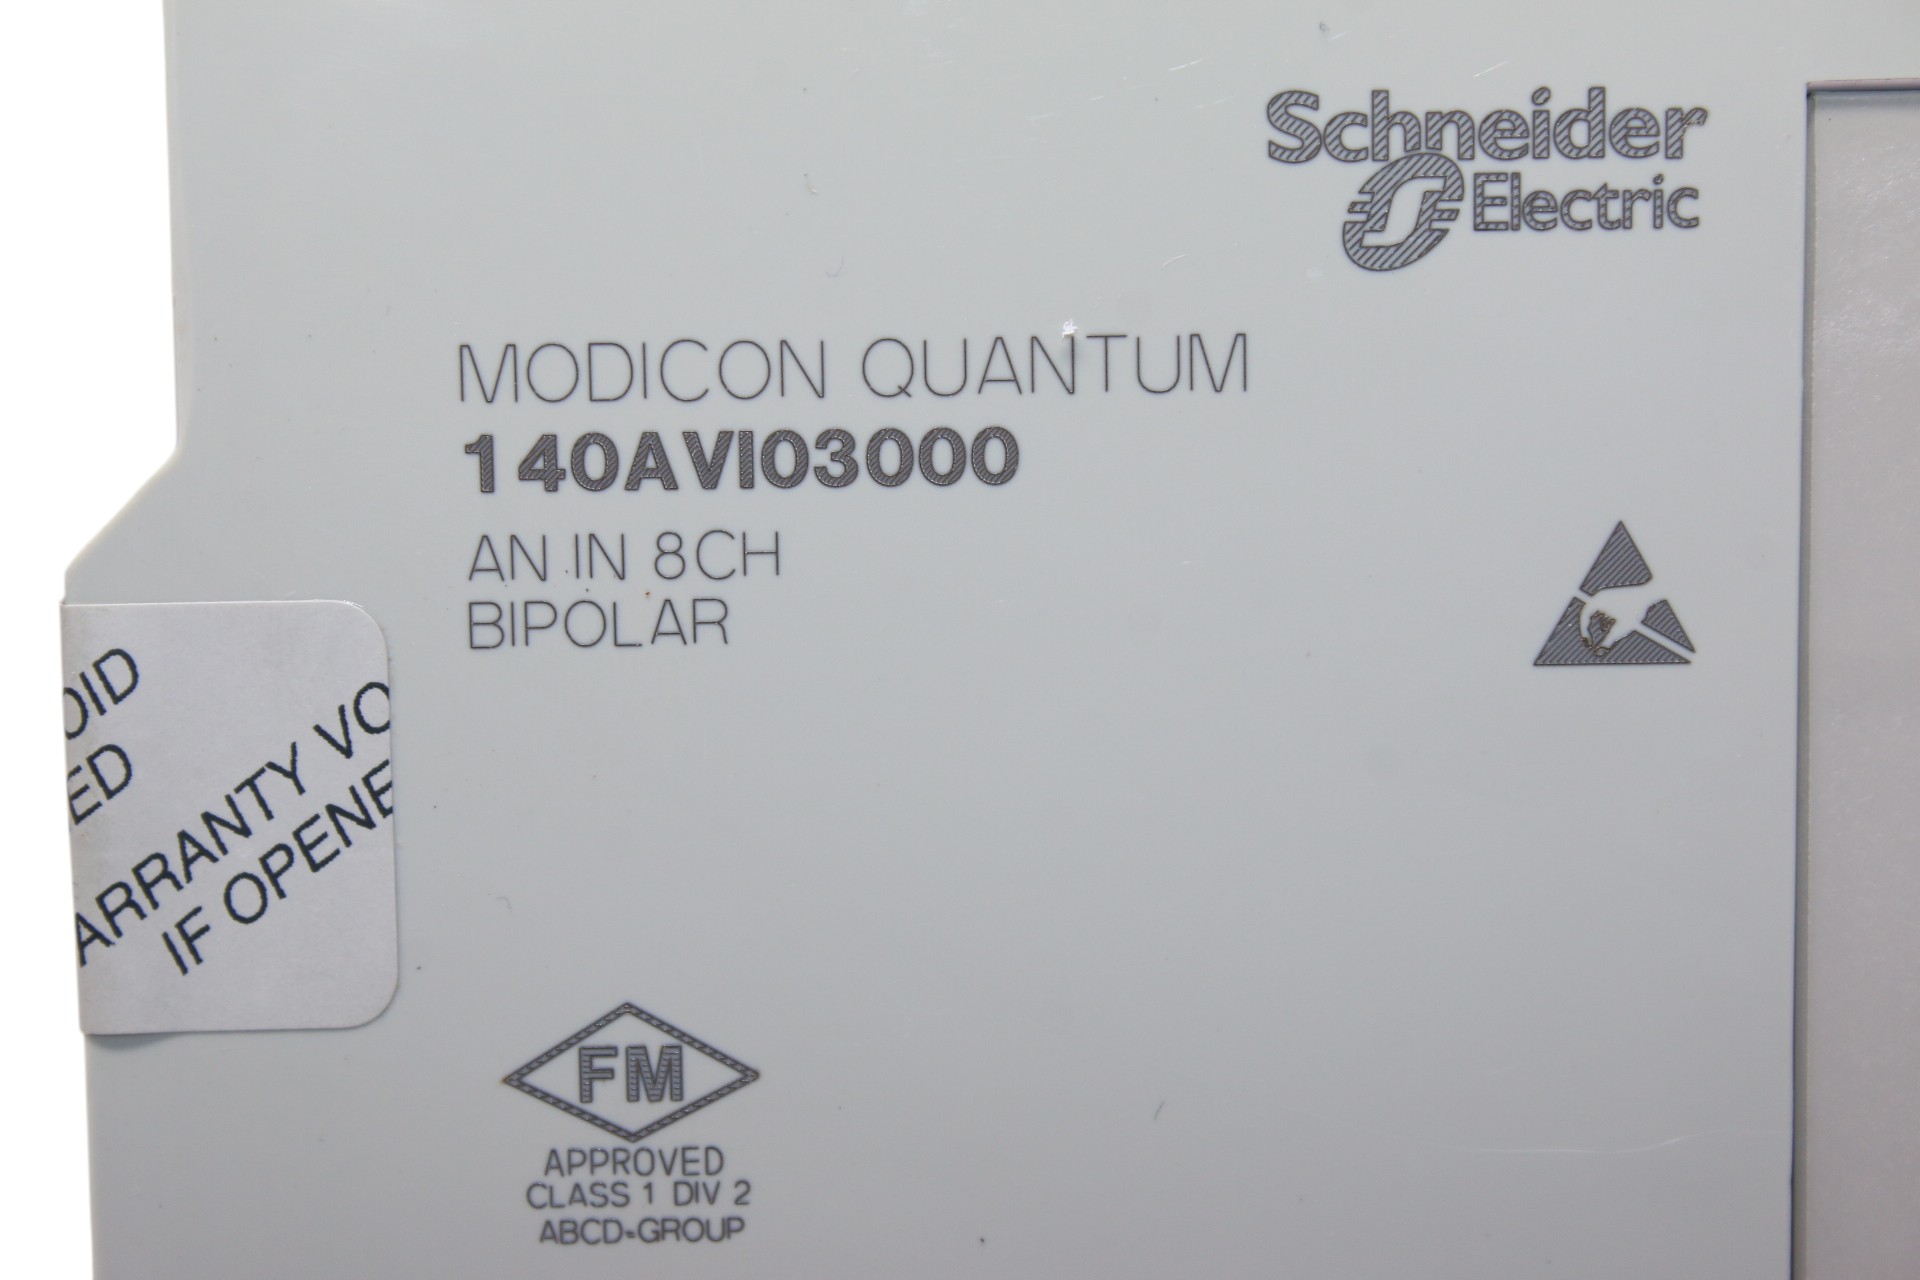 Schneider
Electric
MODICON QUANTUM
140AVI03000
AN IN 8CH
BIPOLAR
OID
ED
ARRANTY VO
IF OPENE
FM
APPROVED
CLASS 1 DIV 2
ABCD-GROUP